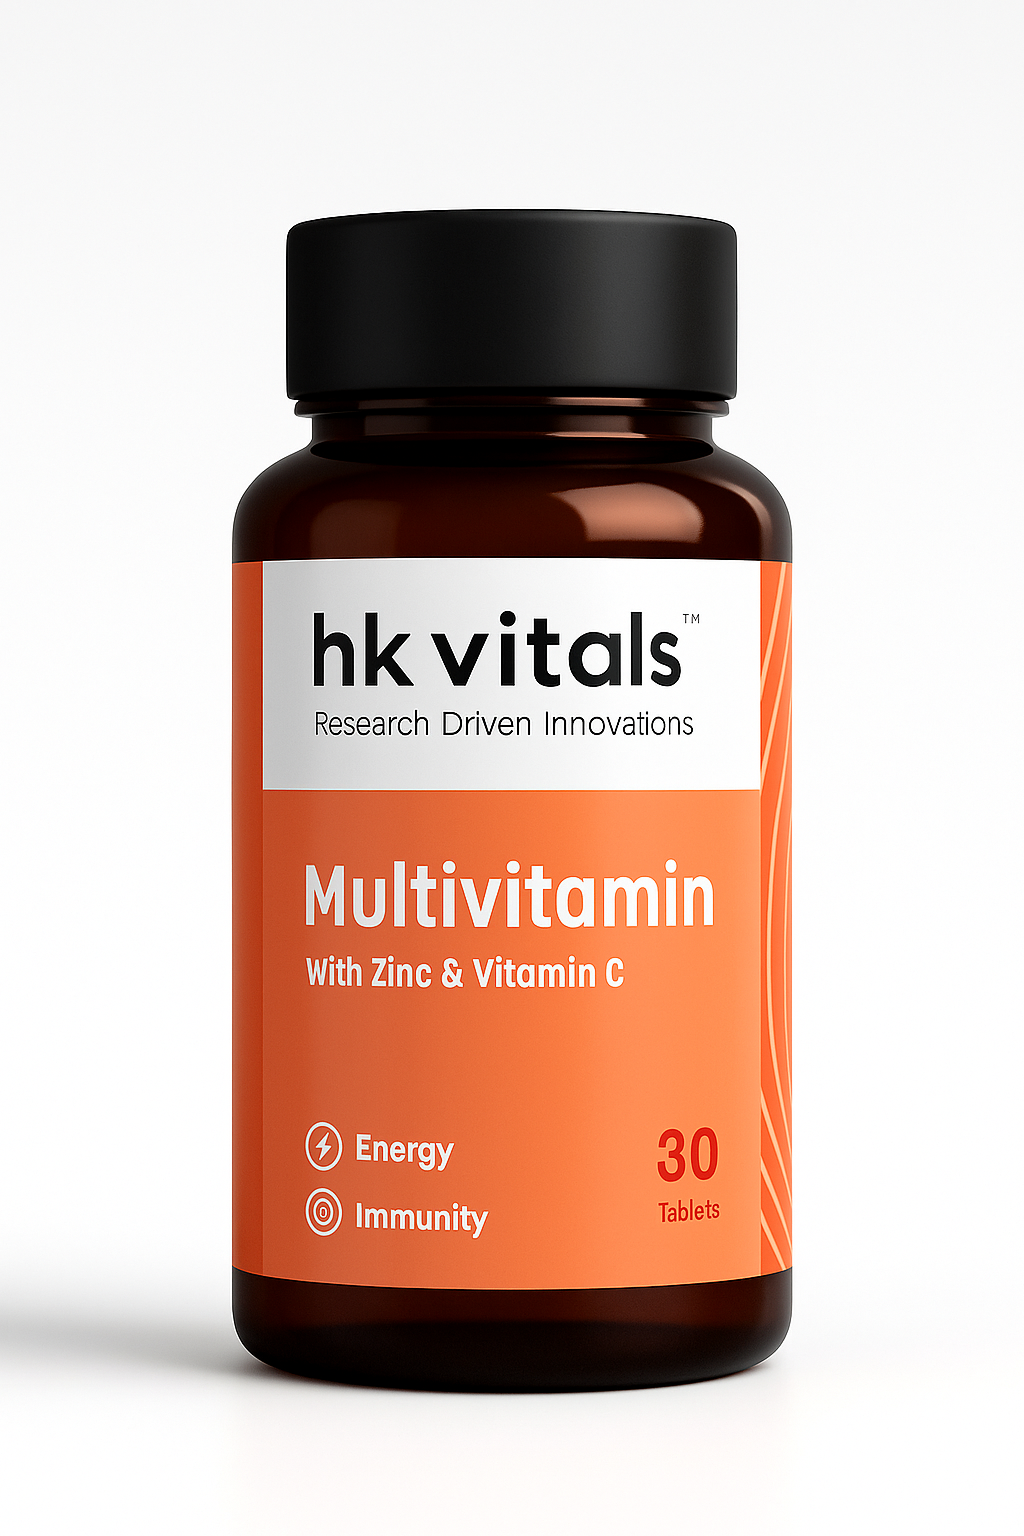 hk vitals™
Research Driven Innovations
Multivitamin
With Zinc & Vitamin C
Energy
Immunity
30
Tablets